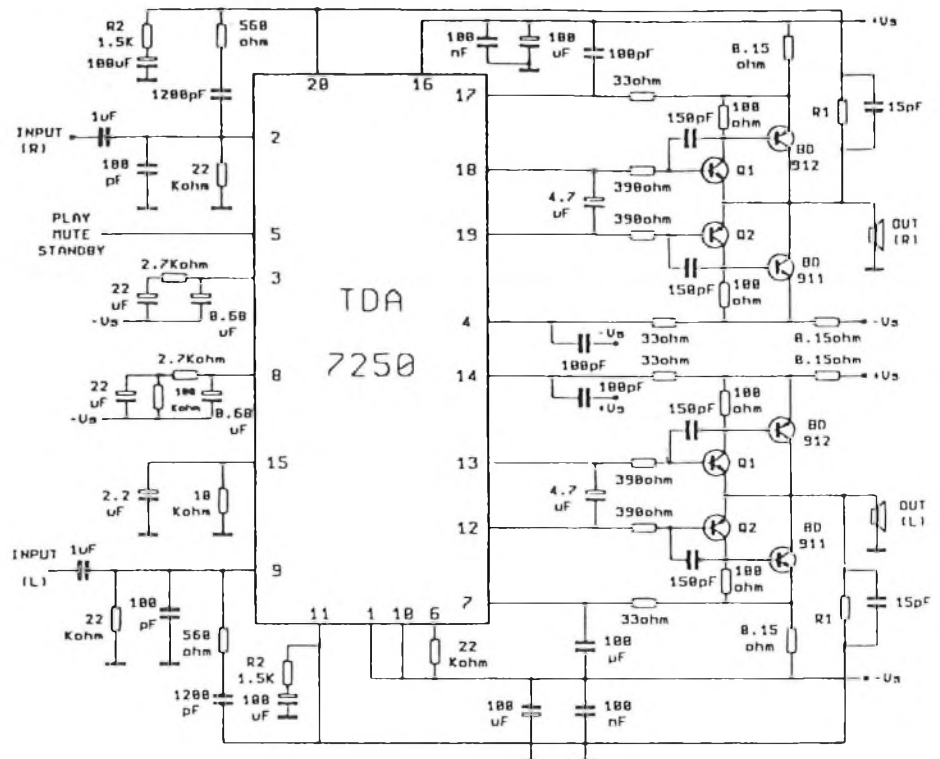 R2
1.5K
100uF
560
ohm
1200pF
1uF
INPUT
(R)
100
pF
22
Kohm
PLAY
MUTE
STANDBY
2.7Kohm
22
uF
-Vs
0.68
uF
2.7Kohm
22
uF
100
Kohm
-Vs
0.68
uF
2.2
uF
10
Kohm
INPUT
(L)
1uF
22
Kohm
100
pF
560
ohm
1200
pF
R2
1.5K
100
uF
20
16
17
2
18
5
19
3
TDA
7250
4
8
14
15
13
12
9
7
11
1
10
6
22
Kohm
100
nF
100
uF
100pF
+Vs
0.15
ohm
33ohm
100
ohm
150pF
BD
912
R1
15pF
390ohm
Q1
4.7
uF
390ohm
Q2
OUT
(R)
BD
911
150pF
100
ohm
-Vs
33ohm
-Vs
0.15ohm
100pF
33ohm
0.15ohm
+Vs
100pF
+Vs
100
ohm
150pF
BD
912
390ohm
Q1
4.7
uF
390ohm
Q2
OUT
(L)
BD
911
150pF
100
ohm
33ohm
100
μF
0.15
ohm
R1
15pF
-Vs
100
uF
100
nF